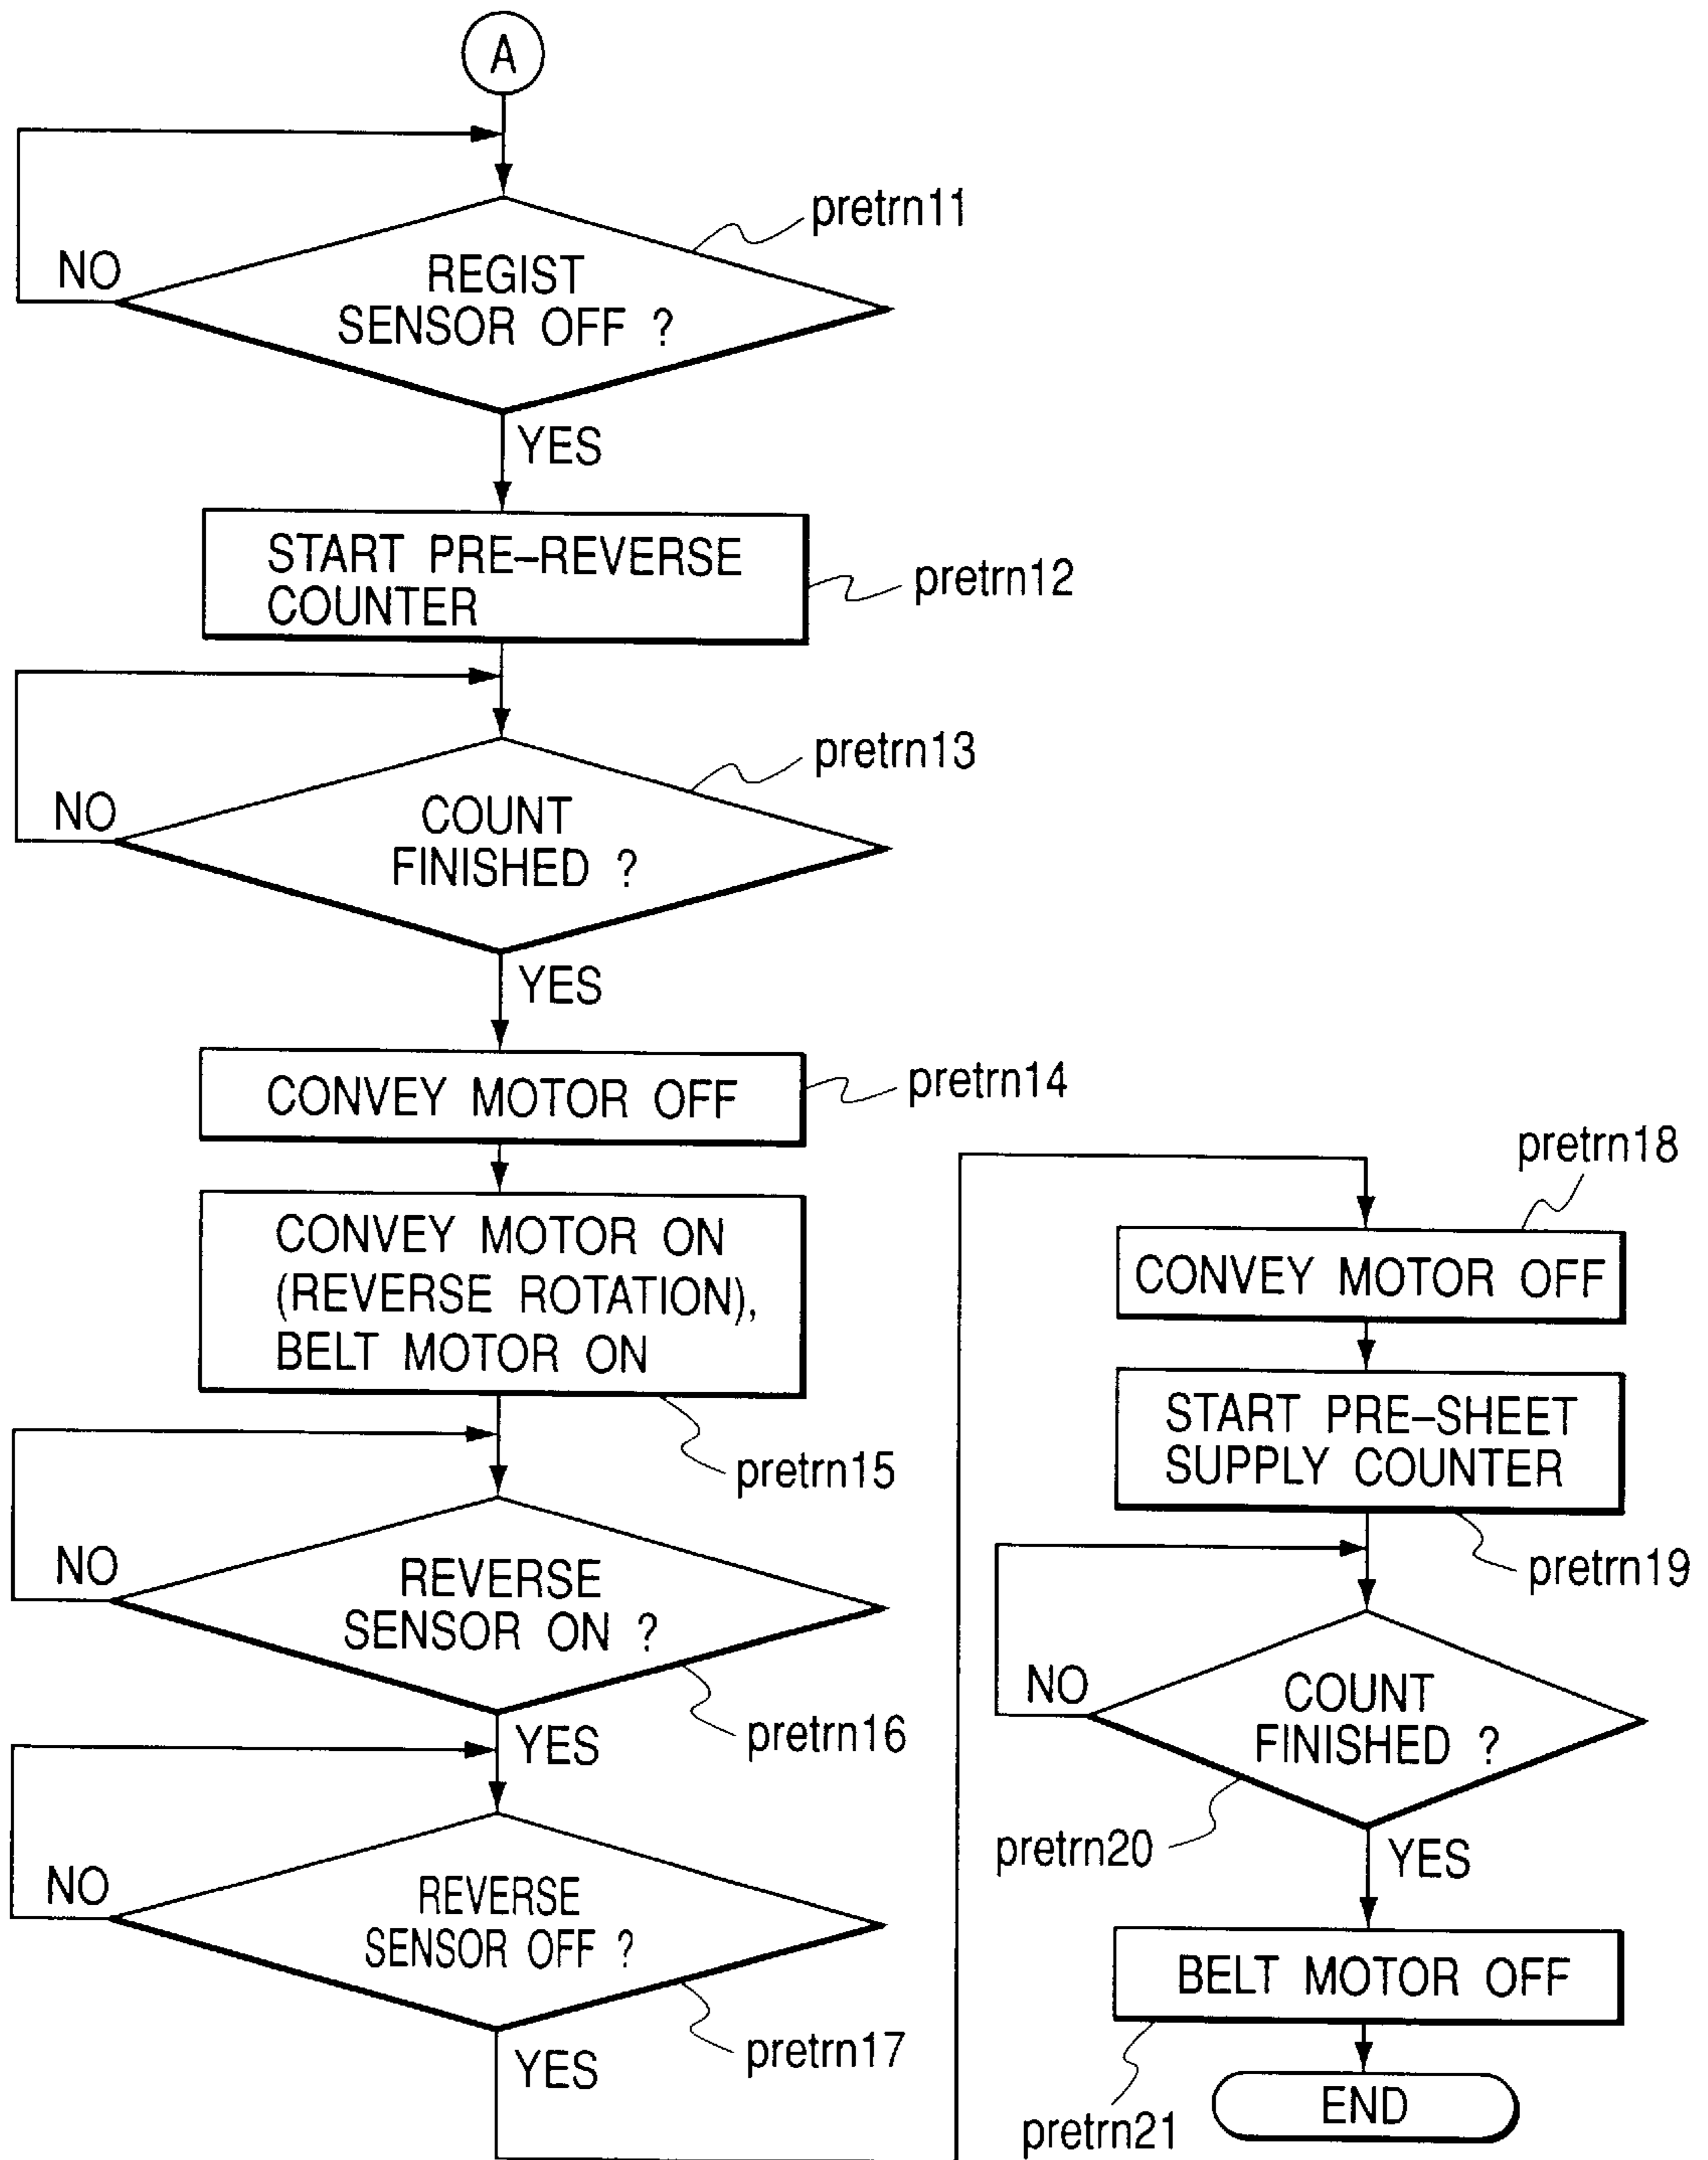 A
pretrn11
NO
REGIST
SENSOR OFF ?
YES
START PRE–REVERSE
COUNTER
pretrn12
pretrn13
NO
COUNT
FINISHED ?
YES
CONVEY MOTOR OFF
pretrn14
CONVEY MOTOR ON
(REVERSE ROTATION),
BELT MOTOR ON
pretrn15
NO
REVERSE
SENSOR ON ?
pretrn16
YES
NO
REVERSE
SENSOR OFF ?
pretrn17
YES
pretrn18
CONVEY MOTOR OFF
START PRE–SHEET
SUPPLY COUNTER
pretrn19
NO
COUNT
FINISHED ?
pretrn20
YES
BELT MOTOR OFF
pretrn21
END